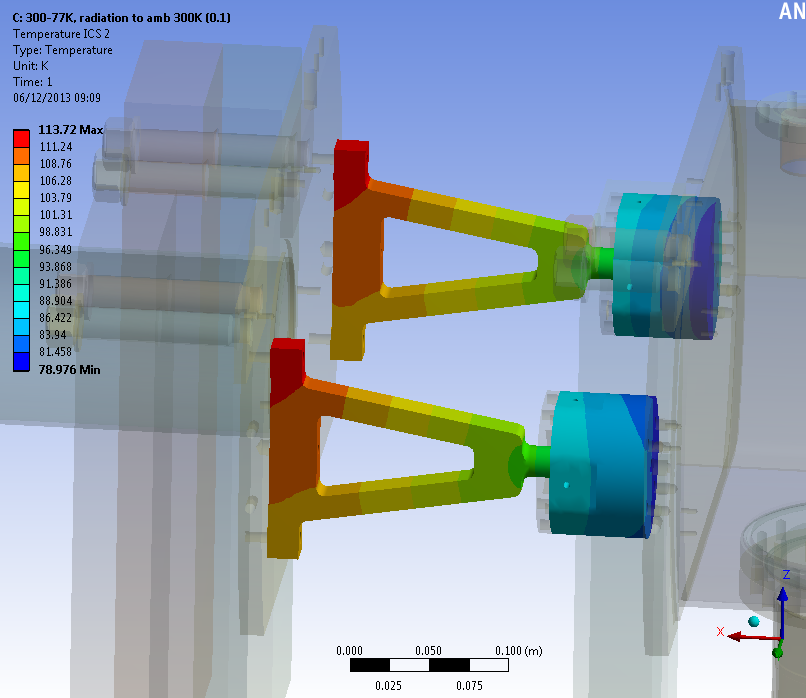 C: 300-77K, radiation to amb 300K (0.1)
Temperature ICS 2
Type: Temperature
Unit: K
Time: 1
06/12/2013 09:09
AN
113.72 Max
111.24
108.76
106.28
103.79
101.31
98.831
96.349
93.868
91.386
88.904
86.422
83.94
81.458
78.976 Min
Z
X
0.000 0.050 0.100 (m)
0.025 0.075